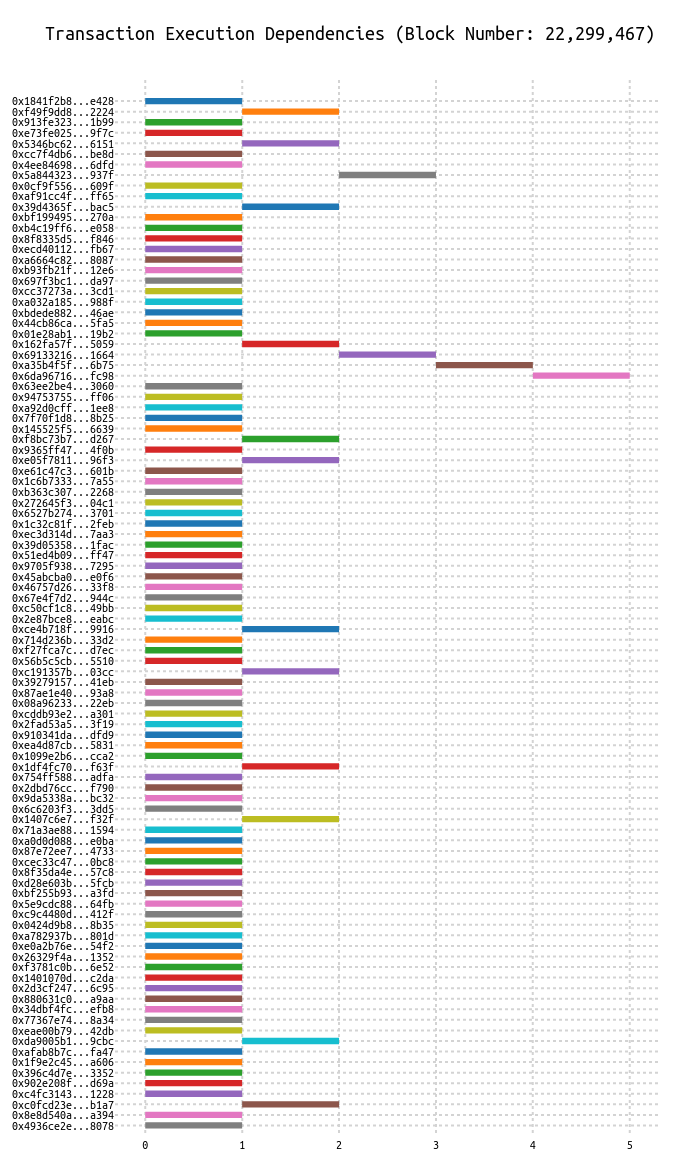 Transaction Execution Dependencies (Block Number: 22,299,467)
0x1841f2b8...e428
0xf49f9dd8...2224
0x913fe323...1b99
0xe73fe025...9f7c
0x5346bc62...6151
0xcc7f4db6...be8d
0x4ee84698...6dfd
0x5a844323...937f
0x0cf9f556...609f
0xaf91cc4f...ff65
0x39d4365f...bac5
0xbf199495...270a
0xb4c19ff6...e058
0x8f8335d5...f846
0xecd40112...fb67
0xa6664c82...8087
0xb93fb21f...12e6
0x697f3bc1...da97
0xcc37273a...3cd1
0xa032a185...988f
0xbdede882...46ae
0x44cb86ca...5fa5
0x01e28ab1...19b2
0x162fa57f...5059
0x69133216...1664
0xa35b4f5f...6b75
0x6da96716...fc98
0x63ee2be4...3060
0x94753755...ff06
0xa92d0cff...1ee8
0x7f70f1d8...8b25
0x145525f5...6639
0xf8bc73b7...d267
0x9365ff47...4f0b
0xe05f7811...96f3
0xe61c47c3...601b
0x1c6b7333...7a55
0xb363c307...2268
0x272645f3...04c1
0x6527b274...3701
0x1c32c81f...2feb
0xec3d314d...7aa3
0x39d05358...1fac
0x51ed4b09...ff47
0x9705f938...7295
0x45abcba0...e0f6
0x46757d26...33f8
0x67e4f7d2...944c
0xc50cf1c8...49bb
0x2e87bce8...eabc
0xce4b718f...9916
0x714d236b...33d2
0xf27fca7c...d7ec
0x56b5c5cb...5510
0xc191357b...03cc
0x39279157...41eb
0x87ae1e40...93a8
0x08a96233...22eb
0xcddb93e2...a301
0x2fad53a5...3f19
0x910341da...dfd9
0xea4d87cb...5831
0x1099e2b6...cca2
0x1df4fc70...f63f
0x754ff588...adfa
0x2dbd76cc...f790
0x9da5338a...bc32
0x6c6203f3...3dd5
0x1407c6e7...f32f
0x71a3ae88...1594
0xa0d0d088...e0ba
0x87e72ee7...4733
0xcec33c47...0bc8
0x8f35da4e...57c8
0xd28e603b...5fcb
0xbf255b93...a3fd
0x5e9cdc88...64fb
0xc9c4480d...412f
0x0424d9b8...8b35
0xa782937b...801d
0xe0a2b76e...54f2
0x26329f4a...1352
0xf3781c0b...6e52
0x1401070d...c2da
0x2d3cf247...6c95
0x880631c0...a9aa
0x34dbf4fc...efb8
0x77367e74...8a34
0xeae00b79...42db
0xda9005b1...9cbc
0xafab8b7c...fa47
0x1f9e2c45...a606
0x396c4d7e...3352
0x902e208f...d69a
0xc4fc3143...1228
0xc0fcd23e...b1a7
0x8e8d540a...a394
0x4936ce2e...8078
0 1 2 3 4 5